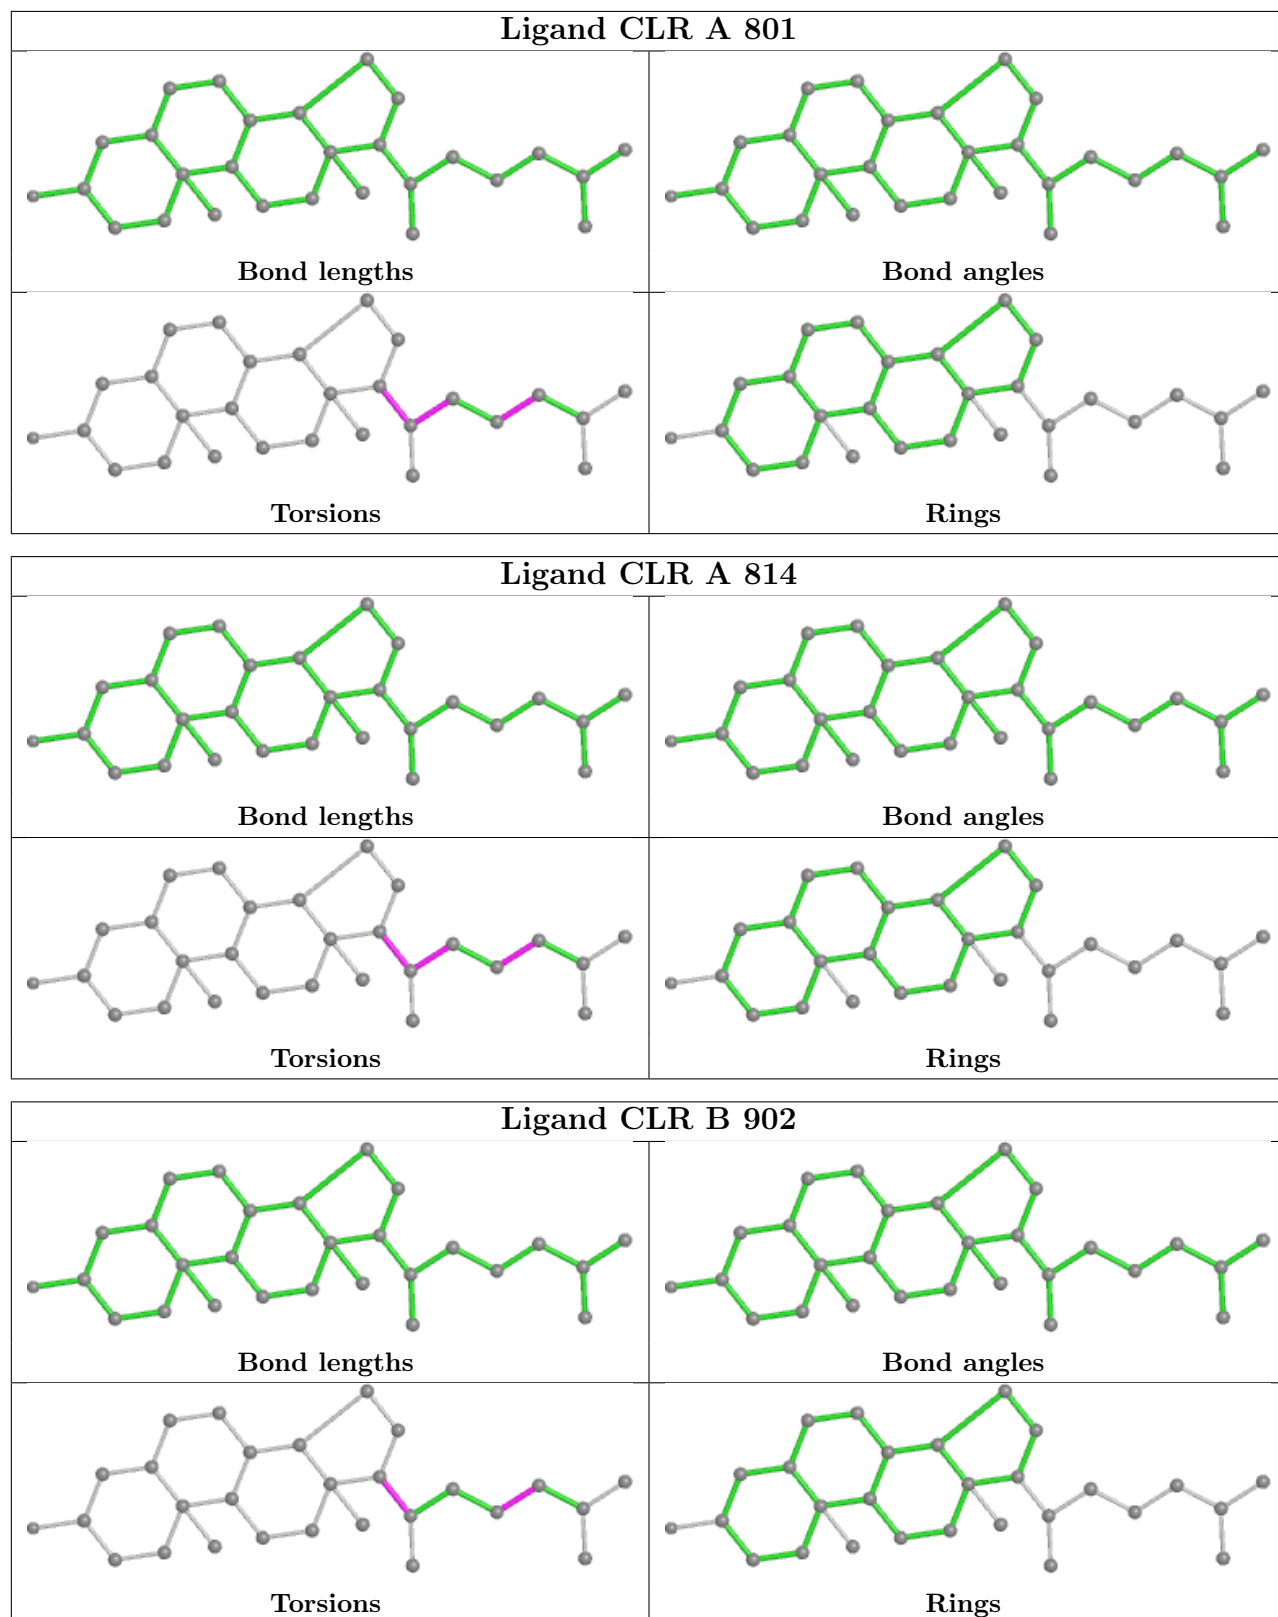 Ligand CLR A 801
Bond lengths
Bond angles
Torsions
Rings
Ligand CLR A 814
Bond lengths
Bond angles
Torsions
Rings
Ligand CLR B 902
Bond lengths
Bond angles
Torsions
Rings